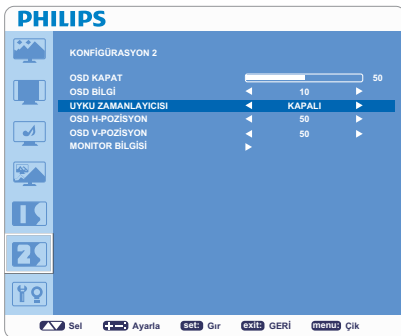 PHILIPS
KONFİGÜRASYON 2
OSD KAPAT 50
OSD BİLGİ 10
UYKU ZAMANLAYICISI KAPALI
OSD H-POZİSYON 50
OSD V-POZİSYON 50
MONITOR BİLGİSİ
Sel Ayarla set: Gır exit: GERİ menu: Çik